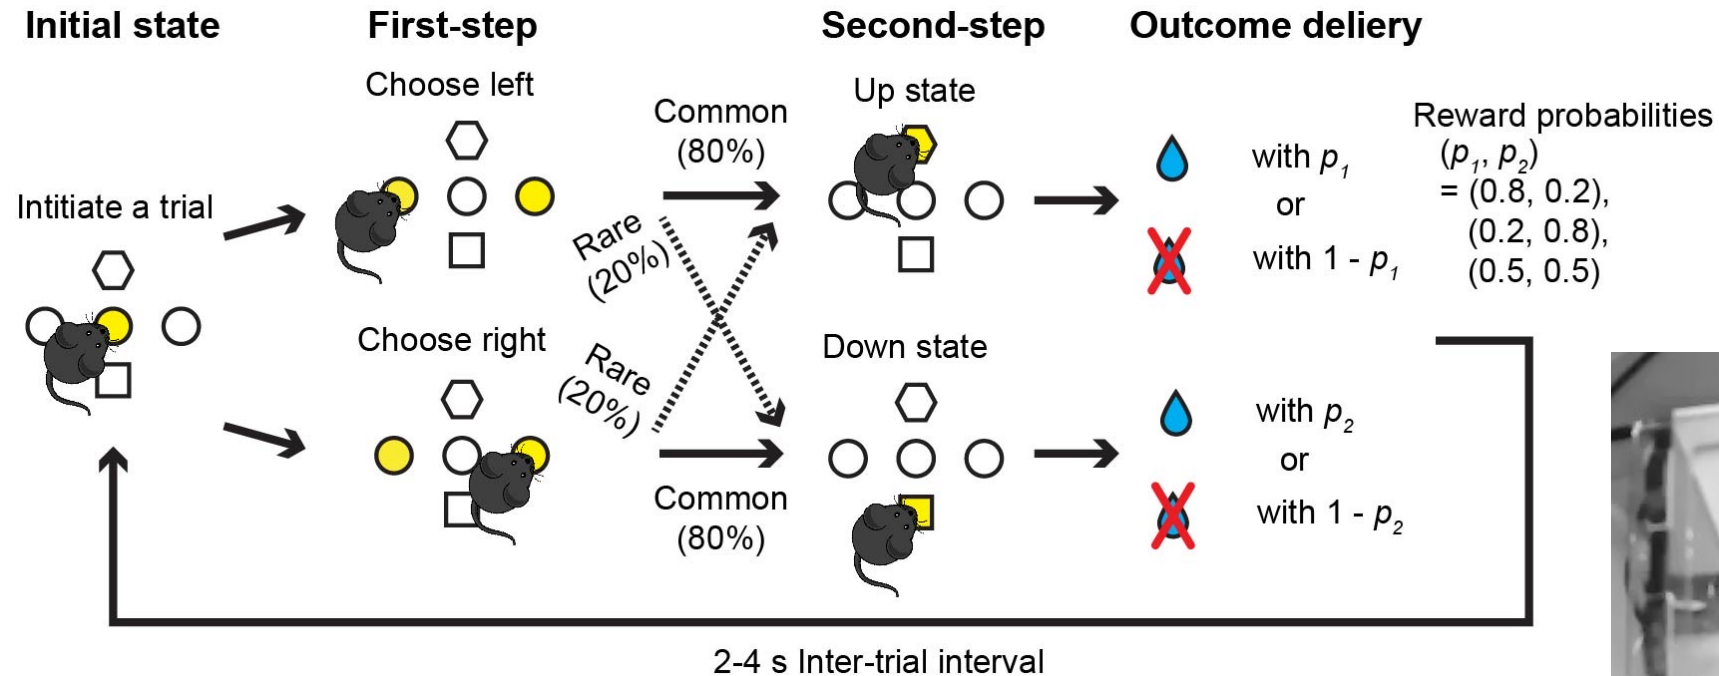 Initial state
First-step
Second-step
Outcome deliery
Intitiate a trial
Choose left
Choose right
Common
(80%)
Rare
(20%)
Rare
(20%)
Common
(80%)
Up state
Down state
with p1
or
with 1 - p1
with p2
or
with 1 - p2
Reward probabilities
(p1, p2)
= (0.8, 0.2),
(0.2, 0.8),
(0.5, 0.5)
2-4 s Inter-trial interval